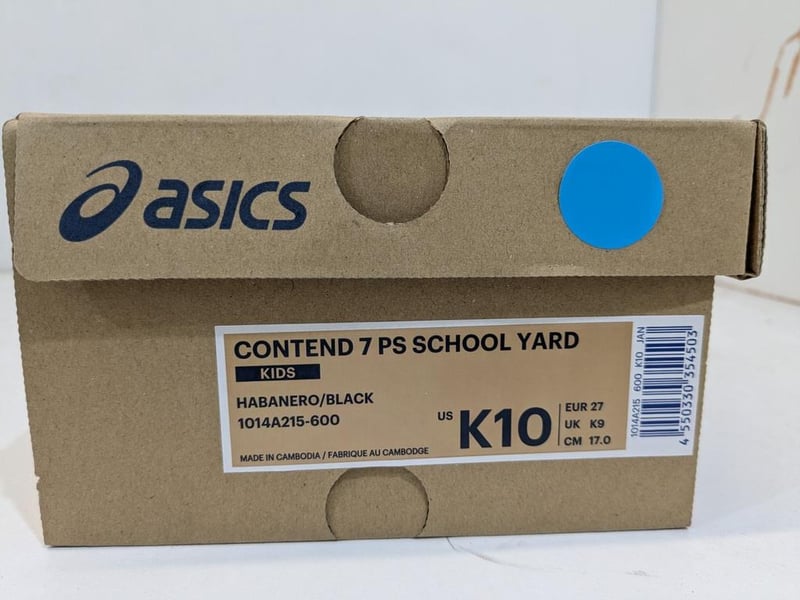 asics
CONTEND 7 PS SCHOOL YARD
KIDS
HABANERO/BLACK
1014A215-600
US K10
EUR 27
UK K9
CM 17.0
MADE IN CAMBODIA / FABRIQUE AU CAMBODGE
1014A215 600 K10 JAN
4 550330 354503